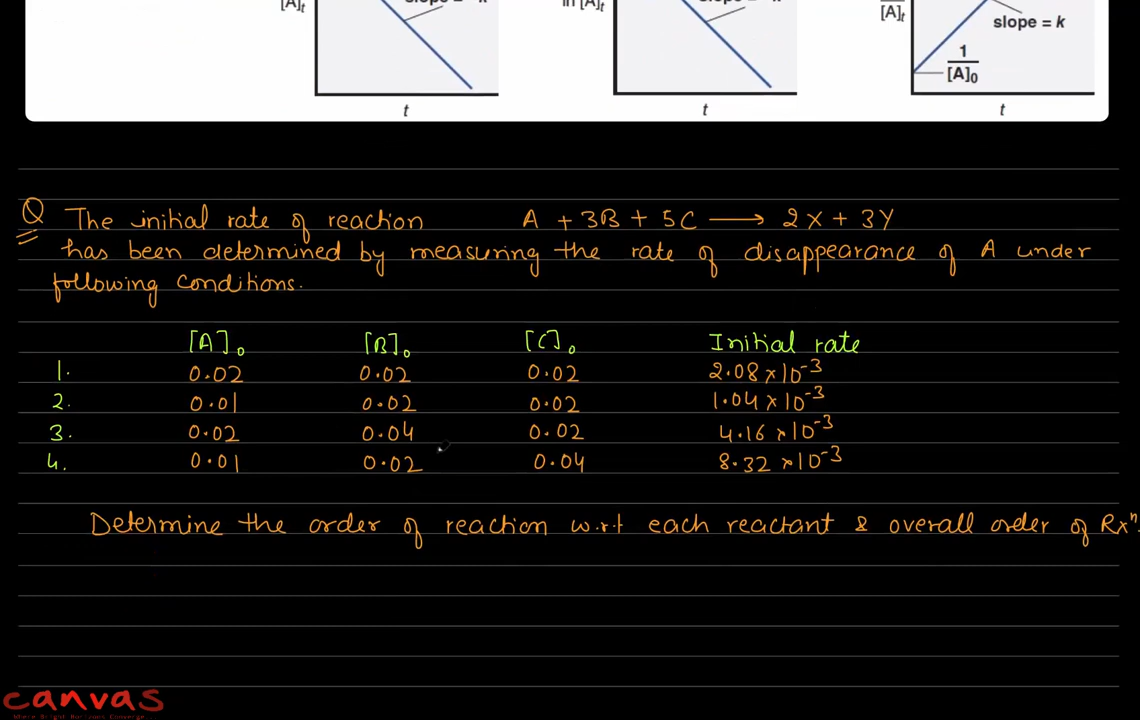 [A]t
slope = -k
ln [A]t
slope = -k
[A]t
slope = k
1
[A]0
t
t
t
Q The initial rate of reaction A + 3B + 5C ⟶ 2X + 3Y
has been determined by measuring the rate of disappearance of A under
following conditions.
[A]₀ [B]₀ [C]₀ Initial rate
1. 0.02 0.02 0.02 2.08 × 10⁻³
2. 0.01 0.02 0.02 1.04 × 10⁻³
3. 0.02 0.04 0.02 4.16 × 10⁻³
4. 0.01 0.02 0.04 8.32 × 10⁻³
Determine the order of reaction w.r.t each reactant & overall order of Rxⁿ.
canvas